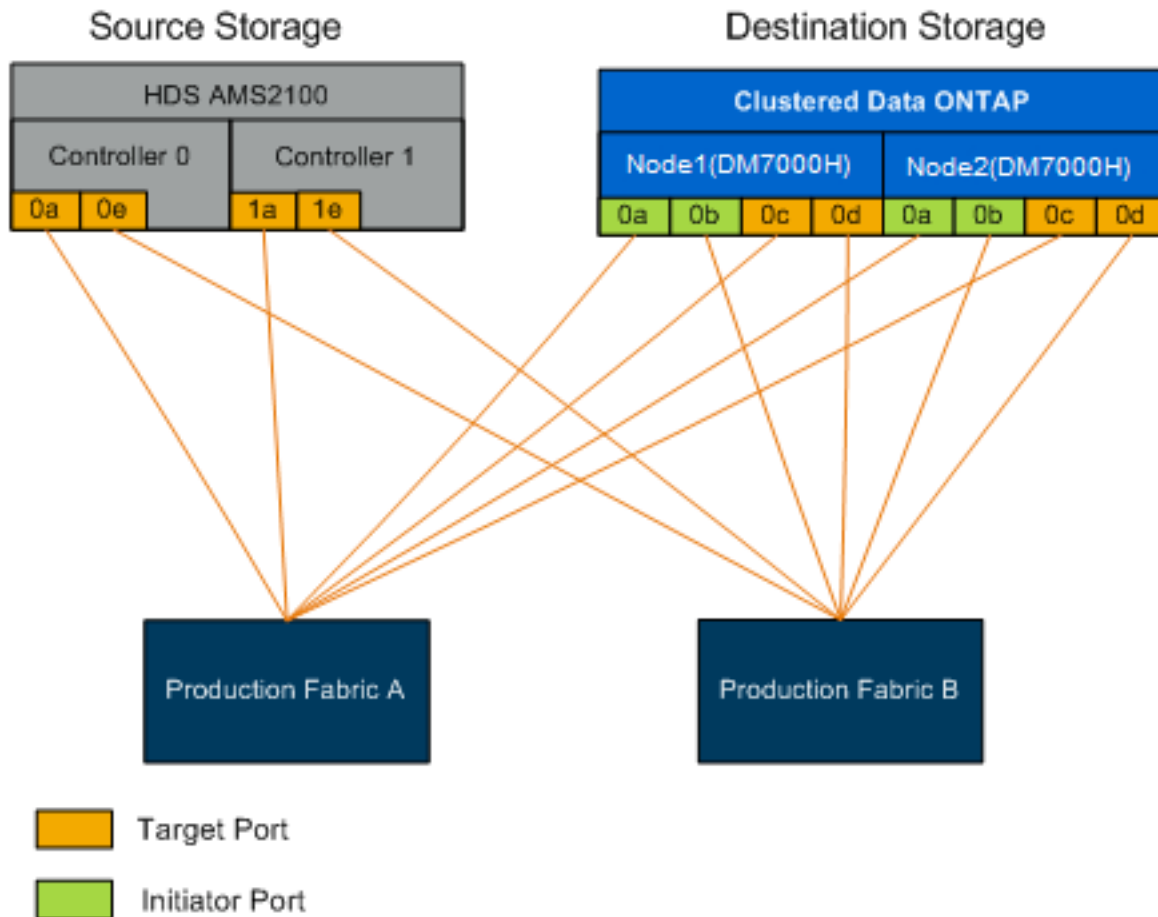 Source Storage
Destination Storage
HDS AMS2100
Clustered Data ONTAP
Controller 0
Controller 1
Node1(DM7000H)
Node2(DM7000H)
0a 0e 1a 1e
0a 0b 0c 0d 0a 0b 0c 0d
Production Fabric A
Production Fabric B
Target Port
Initiator Port